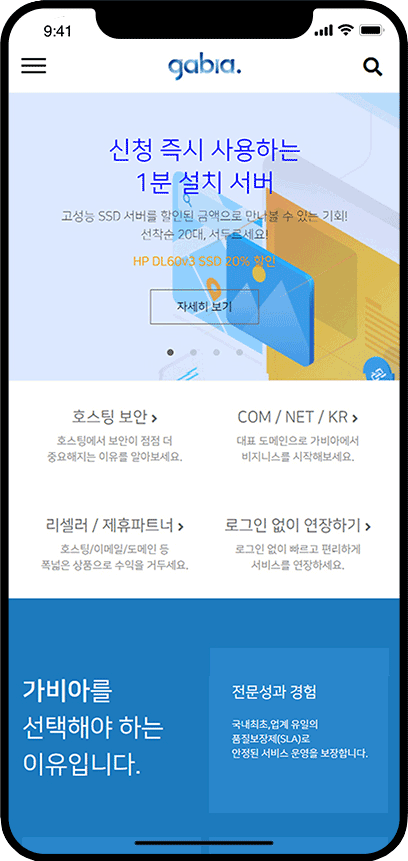 9:41
gabia.
신청 즉시 사용하는
1분 설치 서버
고성능 SSD 서버를 할인된 금액으로 만나볼 수 있는 기회!
선착순 20대, 서두르세요!
HP DL60v3 SSD 20% 할인
자세히 보기
호스팅 보안 >
호스팅에서 보안이 점점 더
중요해지는 이유를 알아보세요.
COM / NET / KR >
대표 도메인으로 가비아에서
비지니스를 시작해보세요.
리셀러 / 제휴파트너 >
호스팅/이메일/도메인 등
폭넓은 상품으로 수익을 거두세요.
로그인 없이 연장하기 >
로그인 없이 빠르고 편리하게
서비스를 연장하세요.
가비아를
선택해야 하는
이유입니다.
전문성과 경험
국내최초,업계 유일의
품질보장제(SLA)로
안정된 서비스 운영을 보장합니다.